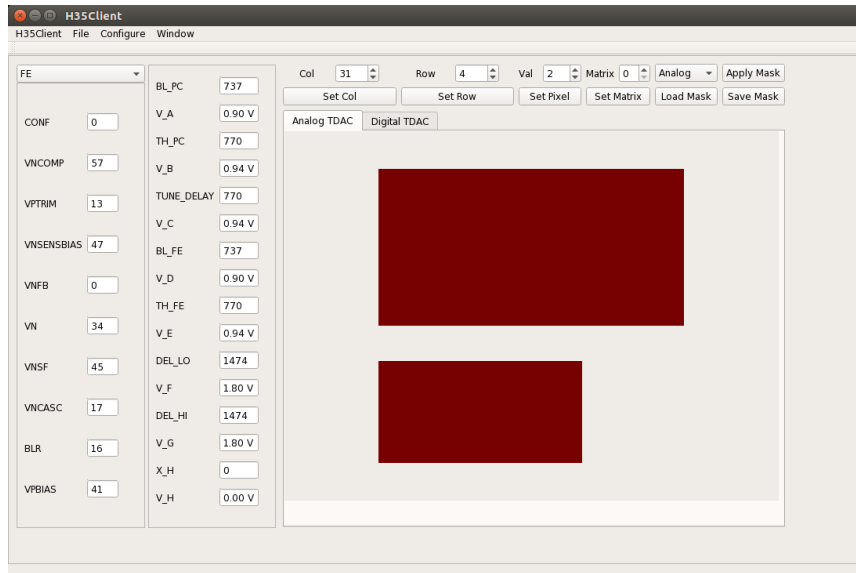 H35Client
H35Client File Configure Window
FE
CONF 0
VNCOMP 57
VPTRIM 13
VNSENSBIAS 47
VNFB 0
VN 34
VNSF 45
VNCASC 17
BLR 16
VPBIAS 41
BL_PC 737
V_A 0.90 V
TH_PC 770
V_B 0.94 V
TUNE_DELAY 770
V_C 0.94 V
BL_FE 737
V_D 0.90 V
TH_FE 770
V_E 0.94 V
DEL_LO 1474
V_F 1.80 V
DEL_HI 1474
V_G 1.80 V
X_H 0
V_H 0.00 V
Col 31 Row 4 Val 2 Matrix 0 Analog Apply Mask
Set Col Set Row Set Pixel Set Matrix Load Mask Save Mask
Analog TDAC Digital TDAC